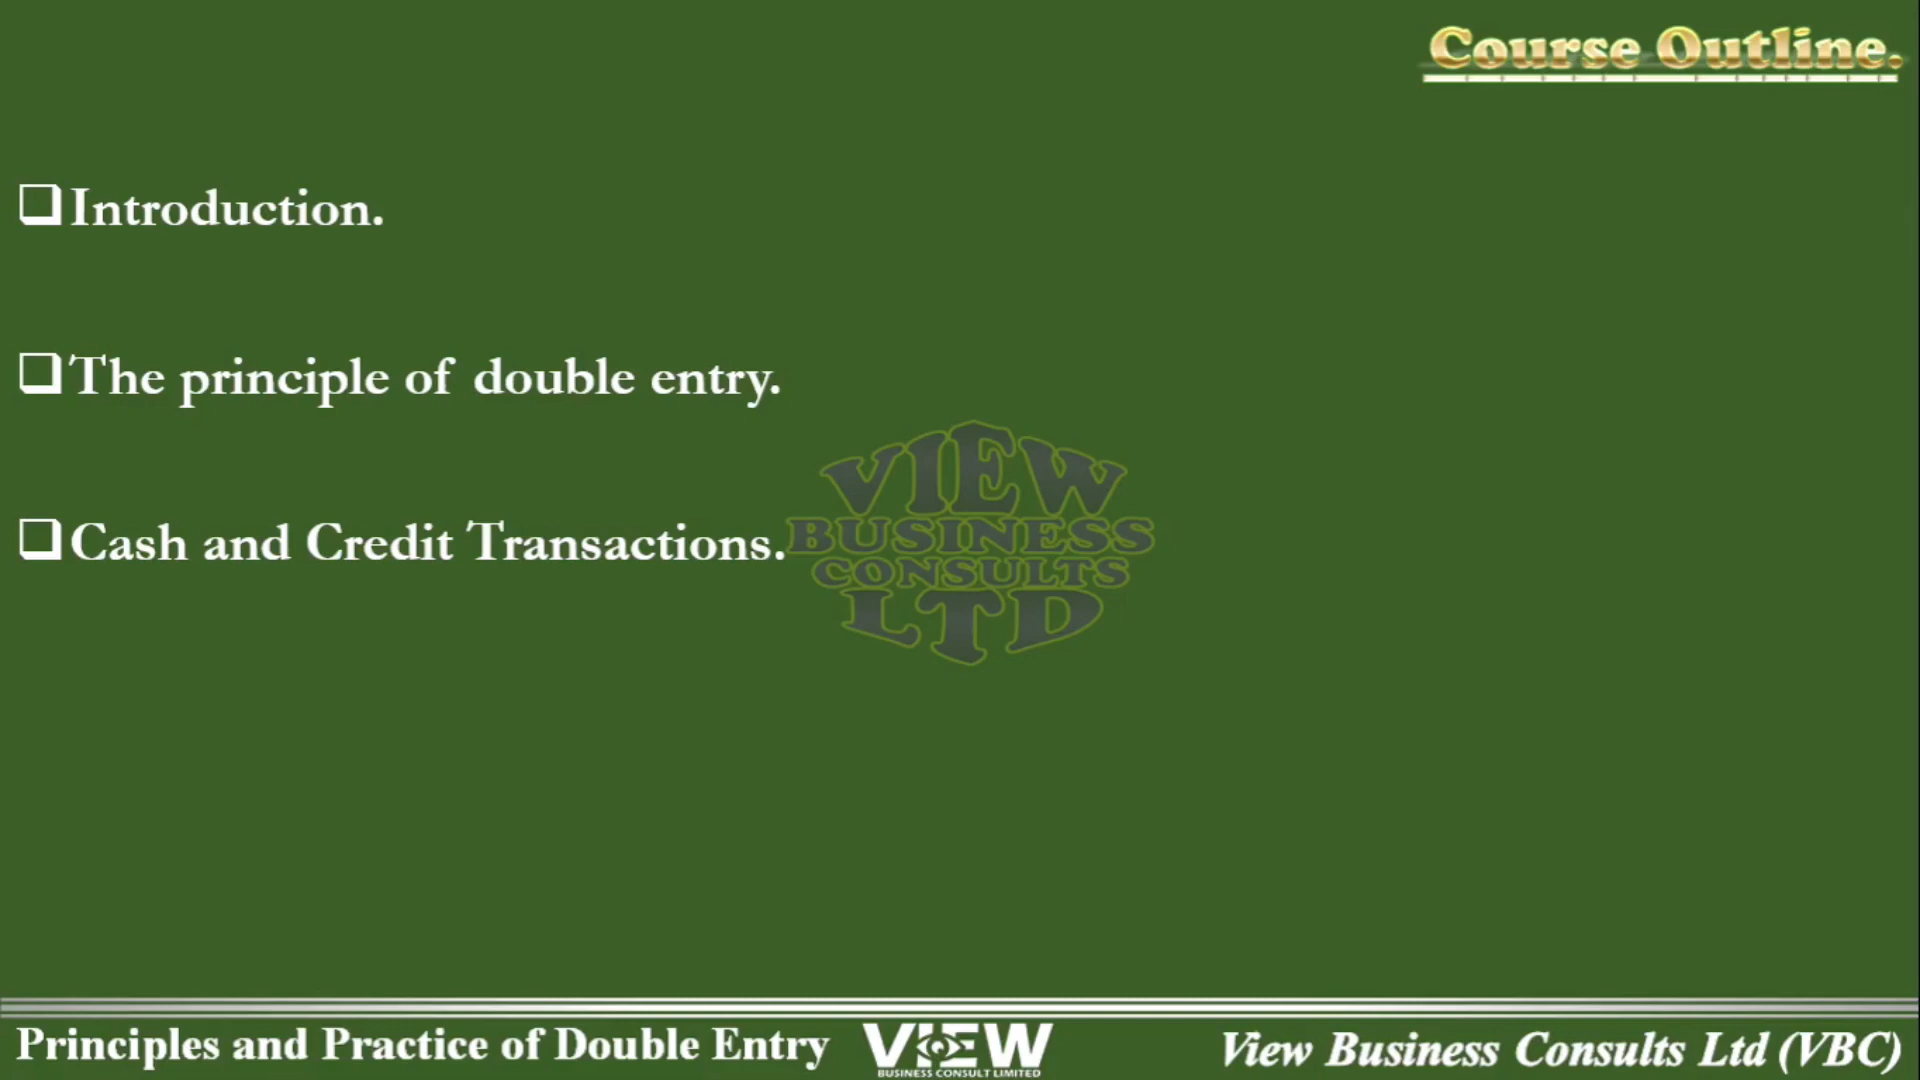 Course Outline.
❑Introduction.
❑The principle of double entry.
❑Cash and Credit Transactions.
VIEW
BUSINESS
CONSULTS
LTD
Principles and Practice of Double Entry
VIEW
BUSINESS CONSULT LIMITED
View Business Consults Ltd (VBC)